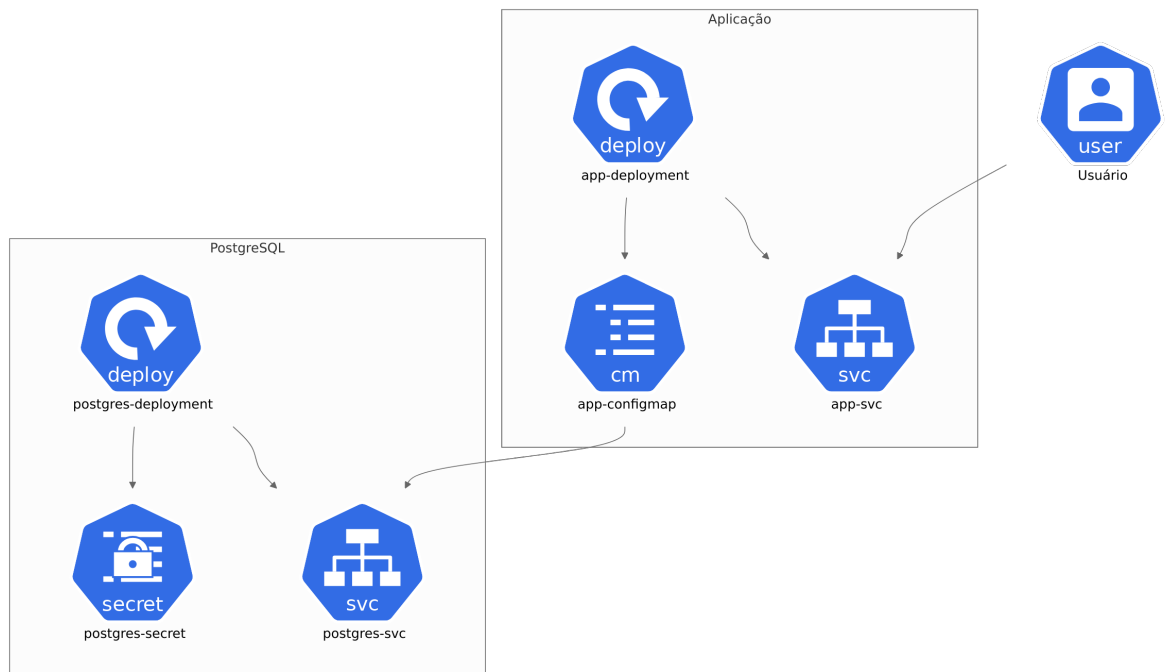 Aplicação
deploy
app-deployment
user
Usuário
PostgreSQL
deploy
postgres-deployment
cm
app-configmap
svc
app-svc
secret
postgres-secret
svc
postgres-svc